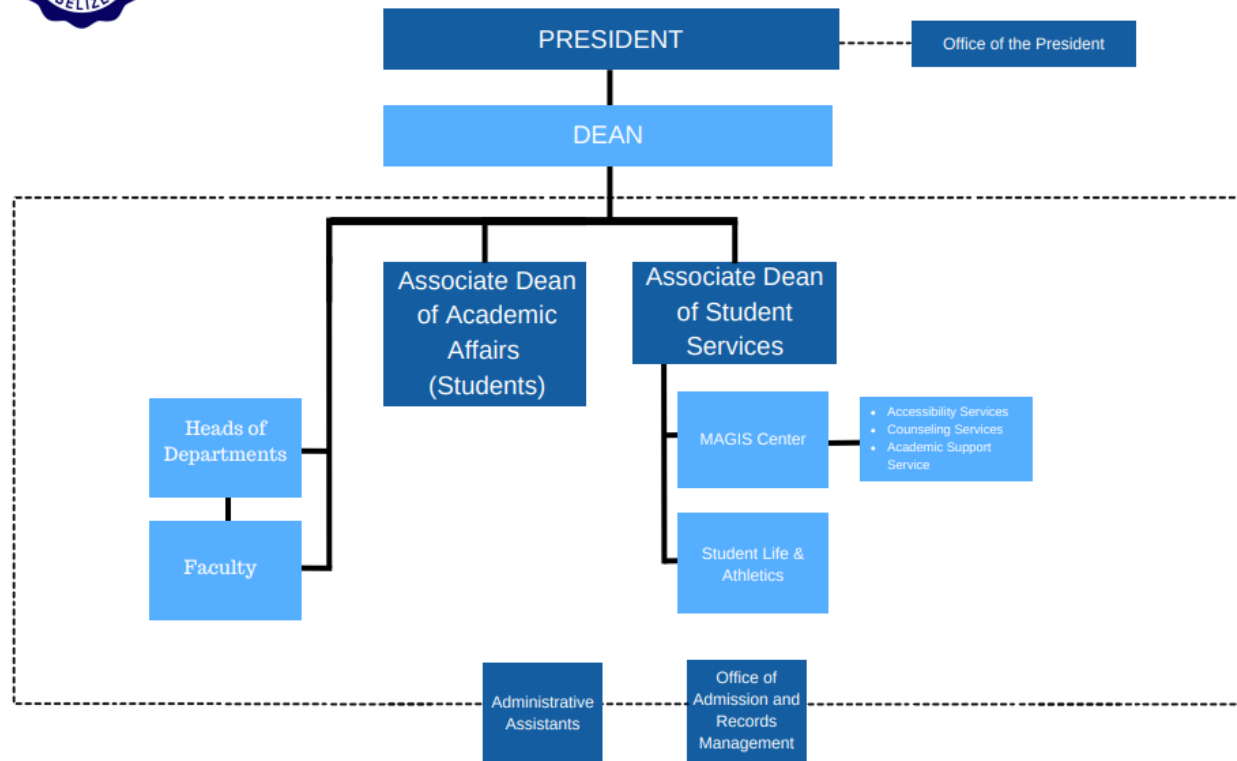 BELIZE
PRESIDENT
Office of the President
DEAN
Associate Dean
of Academic
Affairs
(Students)
Associate Dean
of Student
Services
Heads of
Departments
MAGIS Center
• Accessibility Services
• Counseling Services
• Academic Support
Service
Faculty
Student Life &
Athletics
Administrative
Assistants
Office of
Admission and
Records
Management